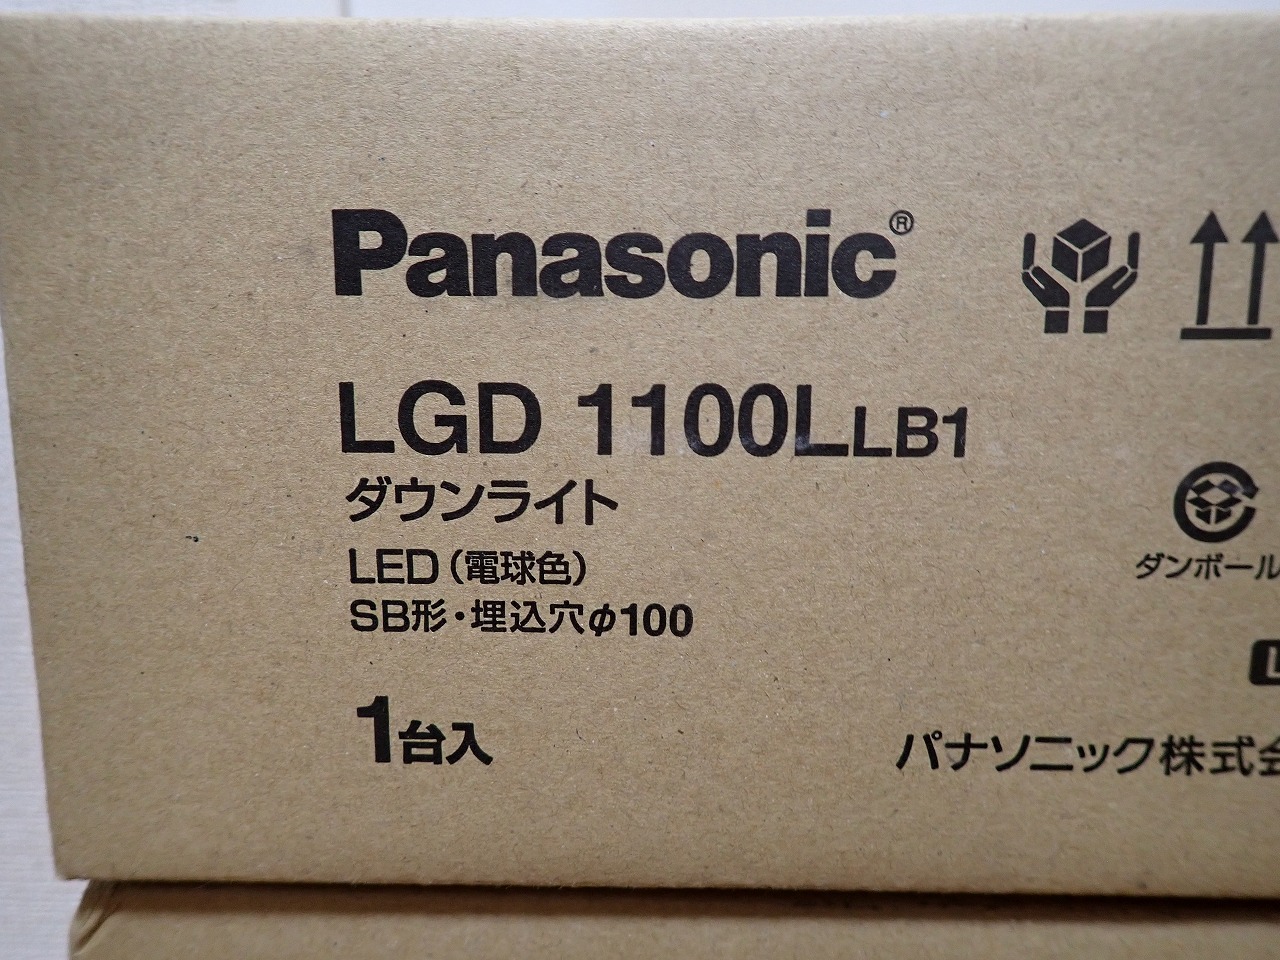 Panasonic®
LGD 1100LLB1
ダウンライト
LED(電球色)
SB形・埋込穴φ100
1台入
ダンボール
パナソニック株式会